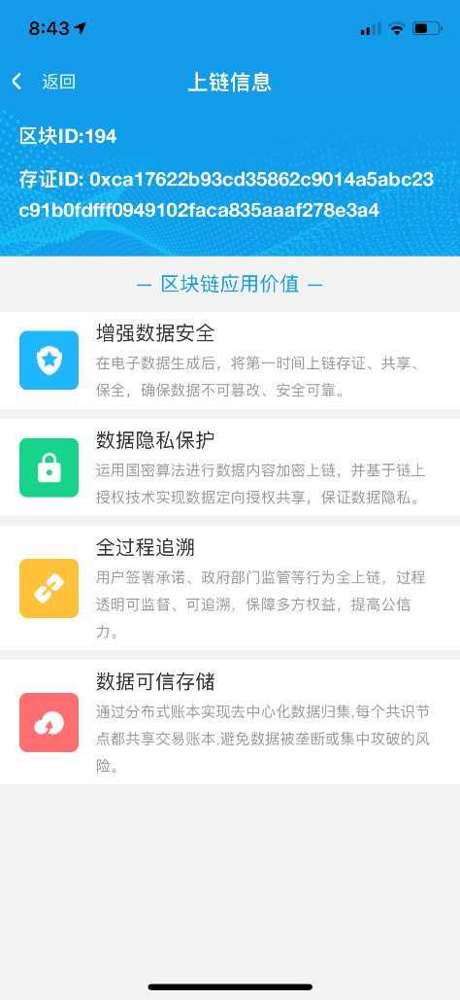 8:43
返回
上链信息
区块ID:194
存证ID: 0xca17622b93cd35862c9014a5abc23
c91b0fdfff0949102faca835aaaf278e3a4
— 区块链应用价值 —
增强数据安全
在电子数据生成后，将第一时间上链存证、共享、
保全，确保数据不可篡改、安全可靠。
数据隐私保护
运用国密算法进行数据内容加密上链，并基于链上
授权技术实现数据定向授权共享，保证数据隐私。
全过程追溯
用户签署承诺、政府部门监管等行为全上链，过程
透明可监督、可追溯，保障多方权益，提高公信
力。
数据可信存储
通过分布式账本实现去中心化数据归集,每个共识节
点都共享交易账本,避免数据被垄断或集中攻破的风
险。